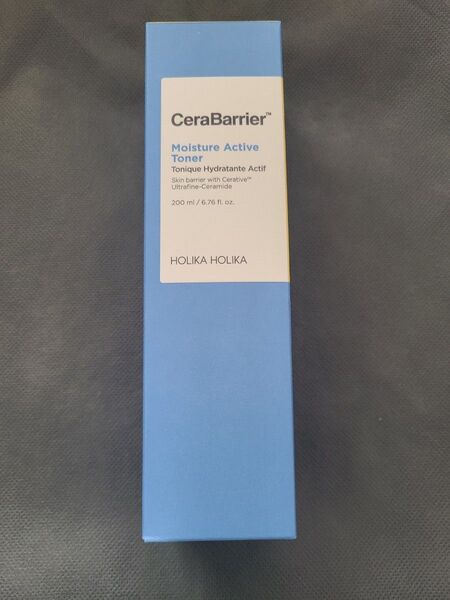 CeraBarrier™
Moisture Active
Toner
Tonique Hydratante Actif
Skin barrier with Cerative™
Ultrafine-Ceramide
200 ml / 6.76 fl. oz.
HOLIKA HOLIKA